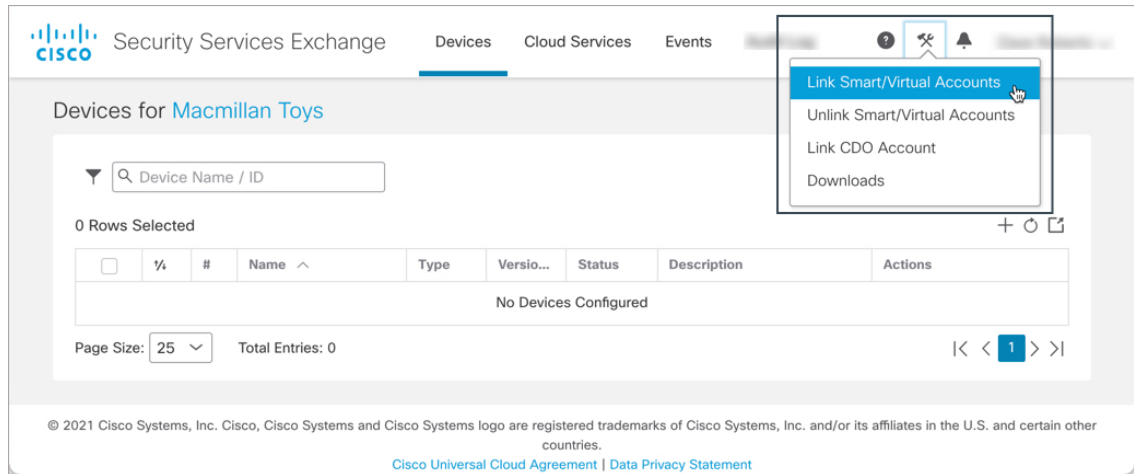 CISCO Security Services Exchange Devices Cloud Services Events
Link Smart/Virtual Accounts
Unlink Smart/Virtual Accounts
Link CDO Account
Downloads
Devices for Macmillan Toys
Device Name / ID
0 Rows Selected
# Name Type Versio... Status Description Actions
No Devices Configured
Page Size: 25 Total Entries: 0 1
© 2021 Cisco Systems, Inc. Cisco, Cisco Systems and Cisco Systems logo are registered trademarks of Cisco Systems, Inc. and/or its affiliates in the U.S. and certain other
countries.
Cisco Universal Cloud Agreement | Data Privacy Statement